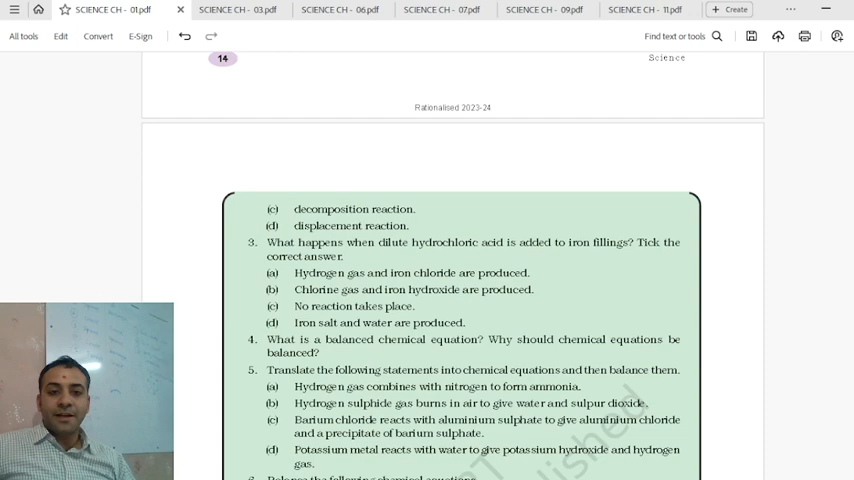 SCIENCE CH - 01.pdf
SCIENCE CH - 03.pdf
SCIENCE CH - 06.pdf
SCIENCE CH - 07.pdf
SCIENCE CH - 09.pdf
SCIENCE CH - 11.pdf
+ Create
All tools Edit Convert E-Sign
Find text or tools
14
Science
Rationalised 2023-24
(c) decomposition reaction.
(d) displacement reaction.
3. What happens when dilute hydrochloric acid is added to iron fillings? Tick the
correct answer.
(a) Hydrogen gas and iron chloride are produced.
(b) Chlorine gas and iron hydroxide are produced.
(c) No reaction takes place.
(d) Iron salt and water are produced.
4. What is a balanced chemical equation? Why should chemical equations be
balanced?
5. Translate the following statements into chemical equations and then balance them.
(a) Hydrogen gas combines with nitrogen to form ammonia.
(b) Hydrogen sulphide gas burns in air to give water and sulpur dioxide.
(c) Barium chloride reacts with aluminium sulphate to give aluminium chloride
and a precipitate of barium sulphate.
(d) Potassium metal reacts with water to give potassium hydroxide and hydrogen
gas.
6. Balance the following chemical equations.